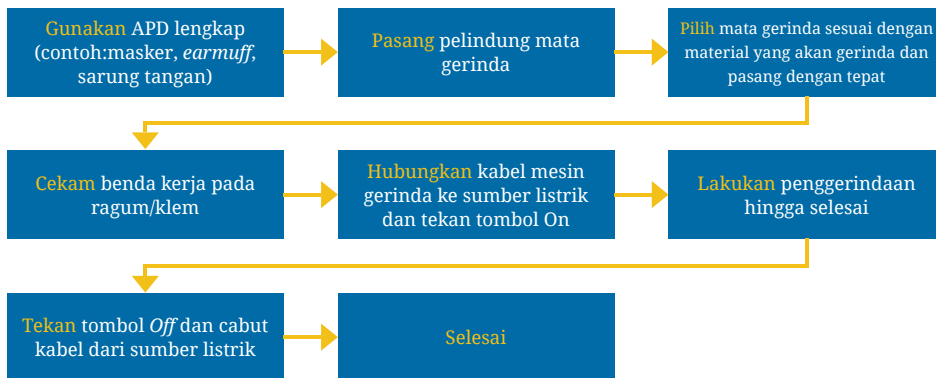 Gunakan APD lengkap
(contoh:masker, earmuff,
sarung tangan)
Pasang pelindung mata
gerinda
Pilih mata gerinda sesuai dengan
material yang akan gerinda dan
pasang dengan tepat
Cekam benda kerja pada
ragum/klem
Hubungkan kabel mesin
gerinda ke sumber listrik
dan tekan tombol On
Lakukan penggerindaan
hingga selesai
Tekan tombol Off dan cabut
kabel dari sumber listrik
Selesai